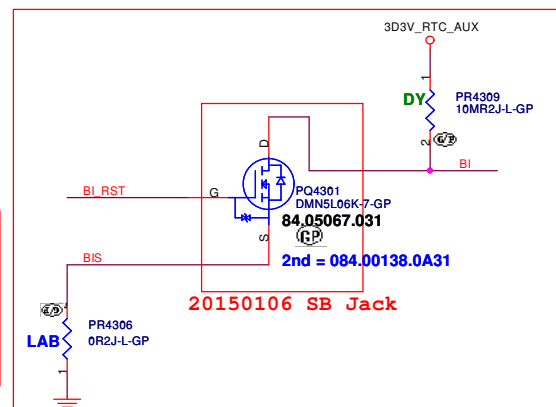 3D3V_RTC_AUX
1
DY
PR4309
10MR2J-L-GP
G/P
2
BI
D
BI_RST
G
PQ4301
DMN5L06K-7-GP
84.05067.031
GP
S
BIS
2nd = 084.00138.0A31
20150106 SB Jack
PR4306
LAB
0R2J-L-GP
1